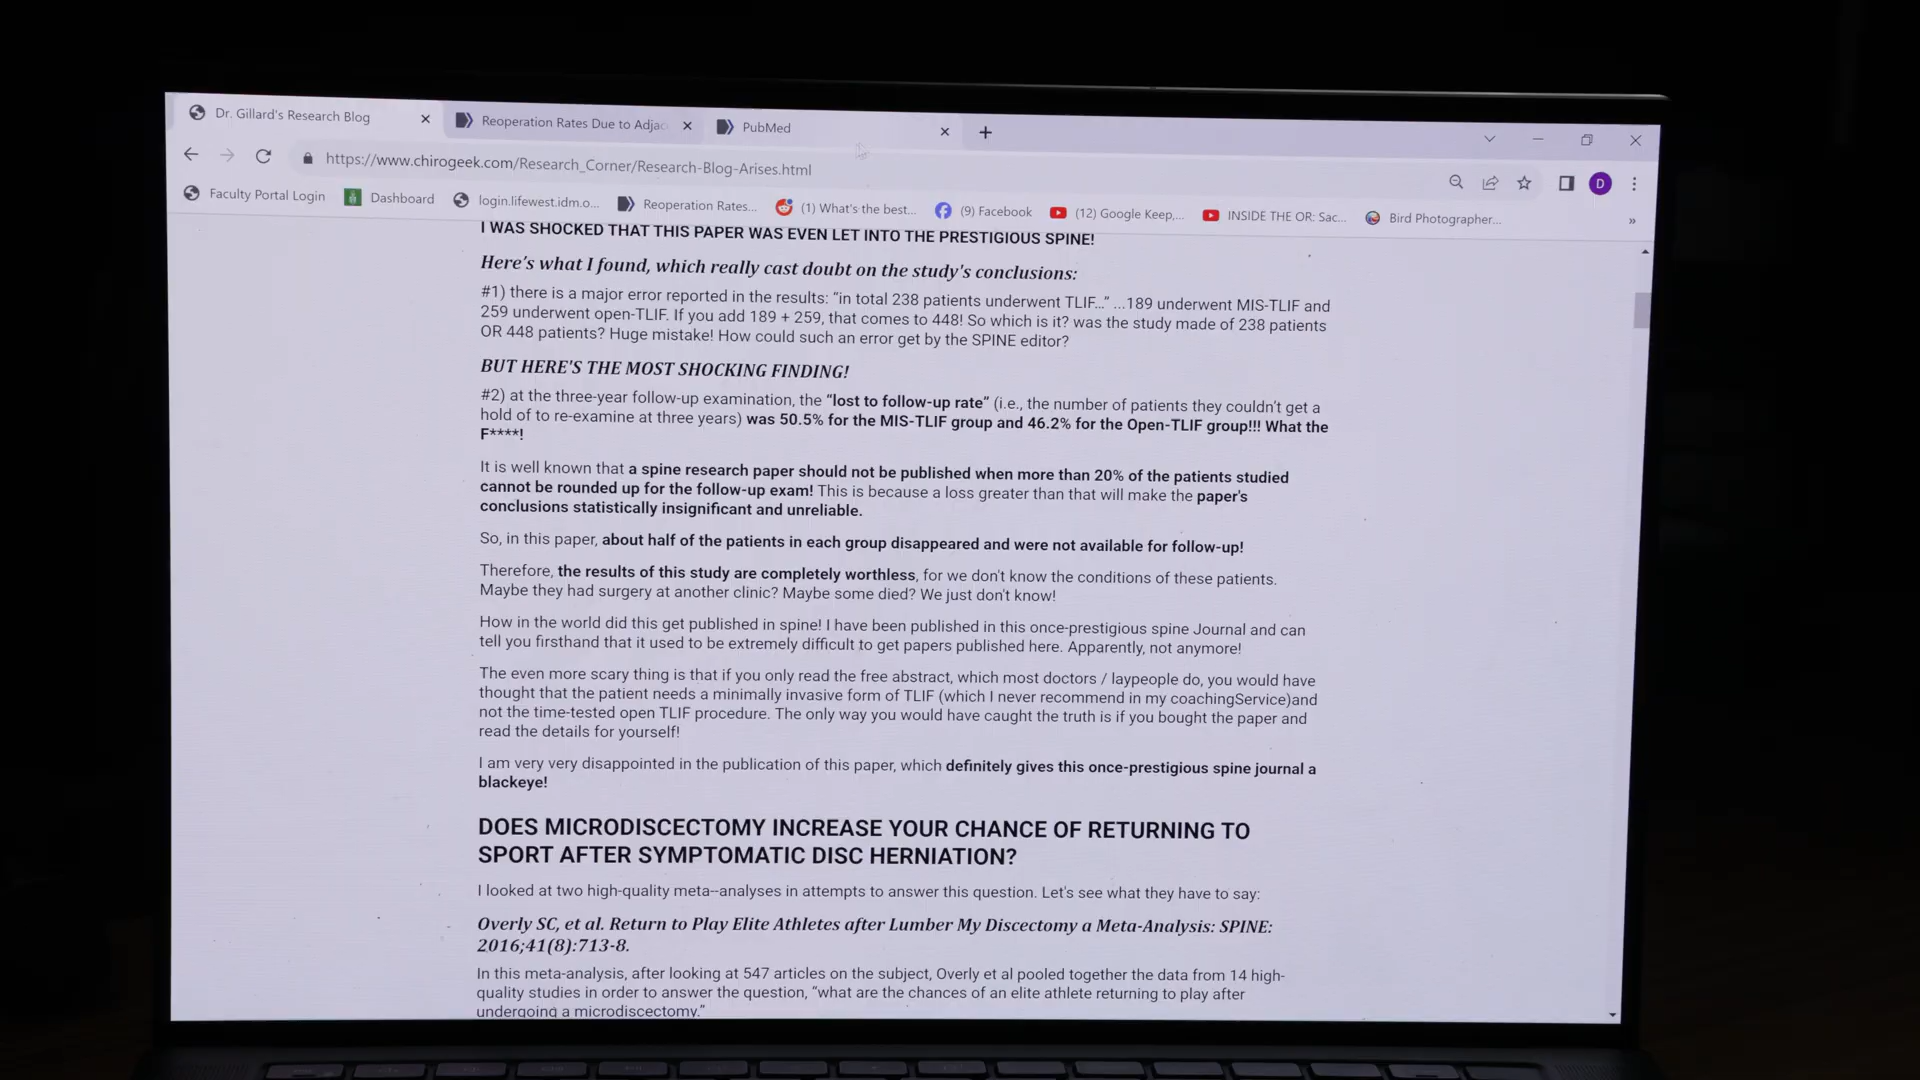 Dr. Gillard's Research Blog
Reoperation Rates Due to Adjac
PubMed
https://www.chirogeek.com/Research_Corner/Research-Blog-Arises.html
D
Faculty Portal Login
Dashboard
login.lifewest.idm.o...
Reoperation Rates...
(1) What's the best...
(9) Facebook
(12) Google Keep,...
INSIDE THE OR: Sac...
Bird Photographer...
»
I WAS SHOCKED THAT THIS PAPER WAS EVEN LET INTO THE PRESTIGIOUS SPINE!
Here's what I found, which really cast doubt on the study's conclusions:
#1) there is a major error reported in the results: “in total 238 patients underwent TLIF...” ...189 underwent MIS-TLIF and
259 underwent open-TLIF. If you add 189 + 259, that comes to 448! So which is it? was the study made of 238 patients
OR 448 patients? Huge mistake! How could such an error get by the SPINE editor?
BUT HERE'S THE MOST SHOCKING FINDING!
#2) at the three-year follow-up examination, the “lost to follow-up rate” (i.e., the number of patients they couldn't get a
hold of to re-examine at three years) was 50.5% for the MIS-TLIF group and 46.2% for the Open-TLIF group!!! What the
F****!
It is well known that a spine research paper should not be published when more than 20% of the patients studied
cannot be rounded up for the follow-up exam! This is because a loss greater than that will make the paper's
conclusions statistically insignificant and unreliable.
So, in this paper, about half of the patients in each group disappeared and were not available for follow-up!
Therefore, the results of this study are completely worthless, for we don't know the conditions of these patients.
Maybe they had surgery at another clinic? Maybe some died? We just don't know!
How in the world did this get published in spine! I have been published in this once-prestigious spine Journal and can
tell you firsthand that it used to be extremely difficult to get papers published here. Apparently, not anymore!
The even more scary thing is that if you only read the free abstract, which most doctors / laypeople do, you would have
thought that the patient needs a minimally invasive form of TLIF (which I never recommend in my coachingService)and
not the time-tested open TLIF procedure. The only way you would have caught the truth is if you bought the paper and
read the details for yourself!
I am very very disappointed in the publication of this paper, which definitely gives this once-prestigious spine journal a
blackeye!
DOES MICRODISCECTOMY INCREASE YOUR CHANCE OF RETURNING TO
SPORT AFTER SYMPTOMATIC DISC HERNIATION?
I looked at two high-quality meta--analyses in attempts to answer this question. Let's see what they have to say:
Overly SC, et al. Return to Play Elite Athletes after Lumber My Discectomy a Meta-Analysis: SPINE:
2016;41(8):713-8.
In this meta-analysis, after looking at 547 articles on the subject, Overly et al pooled together the data from 14 high-
quality studies in order to answer the question, “what are the chances of an elite athlete returning to play after
undergoing a microdiscectomy.”